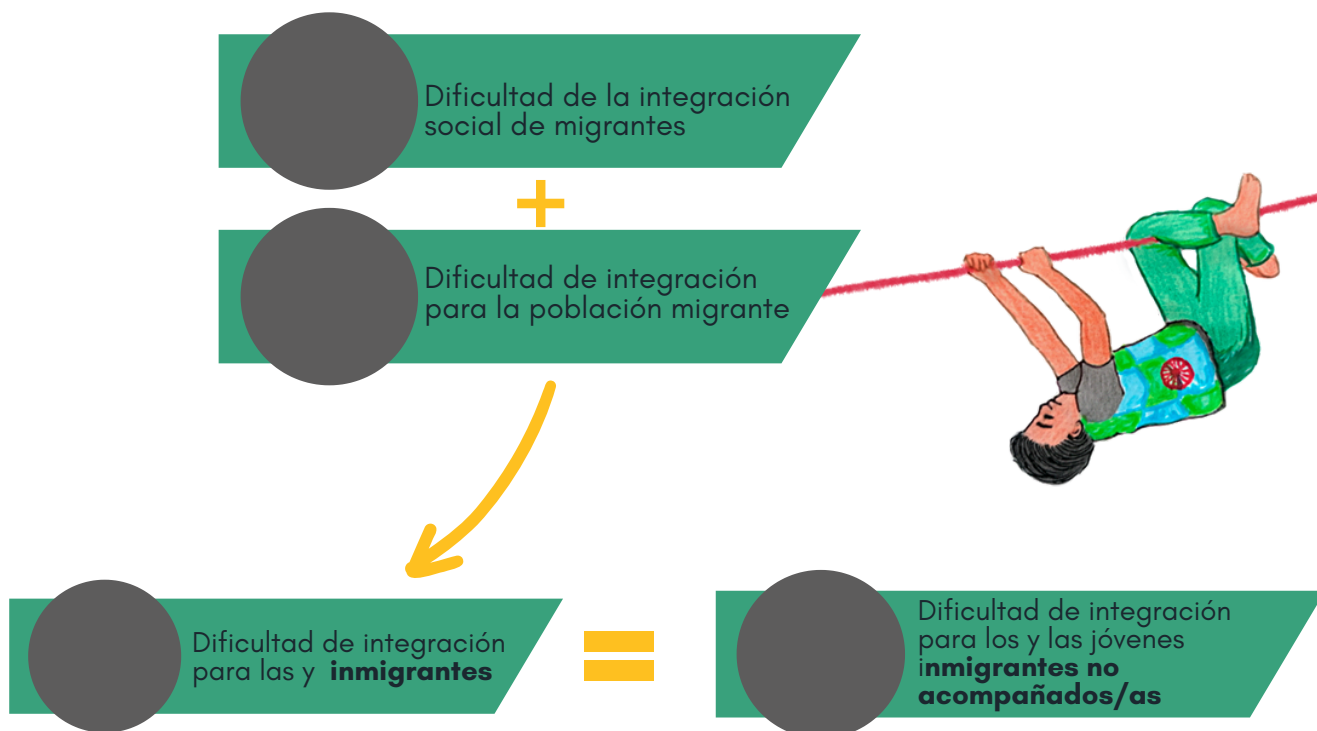 Dificultad de la integración
social de migrantes
+
Dificultad de integración
para la población migrante
Dificultad de integración
para las y inmigrantes
=
Dificultad de integración
para los y las jóvenes
inmigrantes no
acompañados/as